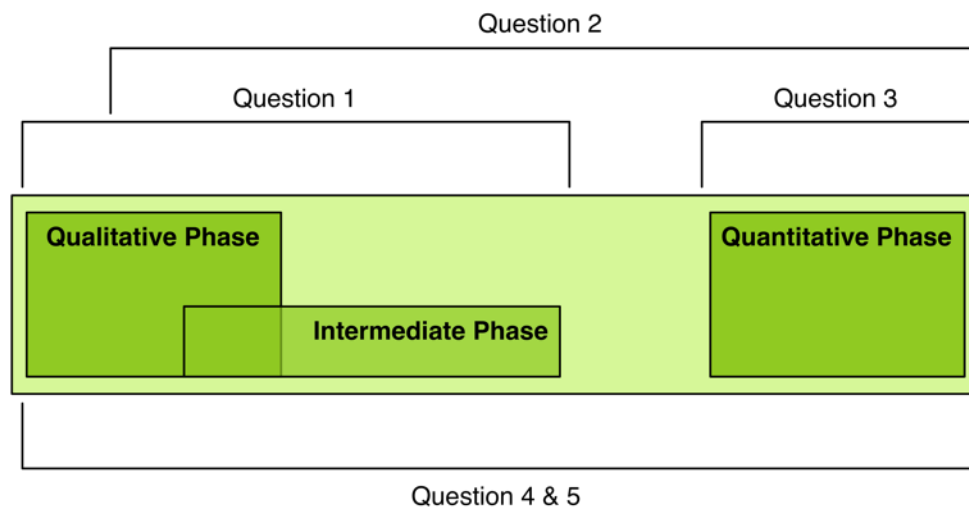 Question 2
Question 1
Question 3
Qualitative Phase
Quantitative Phase
Intermediate Phase
Question 4 & 5